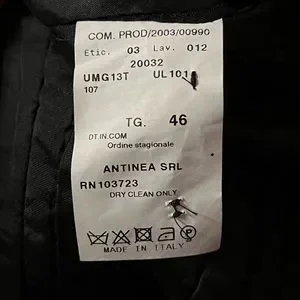 COM. PROD/2003/00990
Etic. 03 Lav. 012
20032
UMG13T UL101
107
TG. 46
DT.IN.COM
Ordine stagionale
ANTINEA SRL
RN103723
DRY CLEAN ONLY
MADE IN ITALY